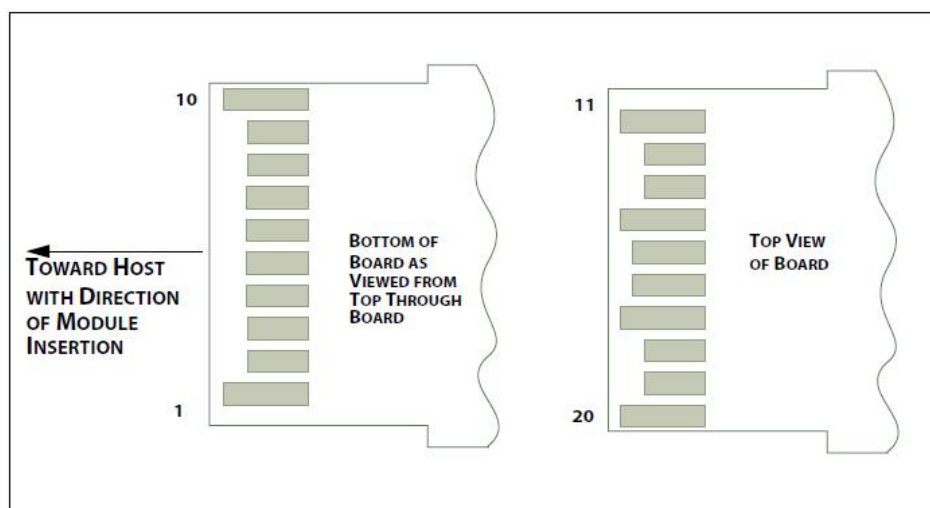 10
11
BOTTOM OF
BOARD AS
VIEWED FROM
TOP THROUGH
BOARD
TOP VIEW
OF BOARD
TOWARD HOST
WITH DIRECTION
OF MODULE
INSERTION
1
20